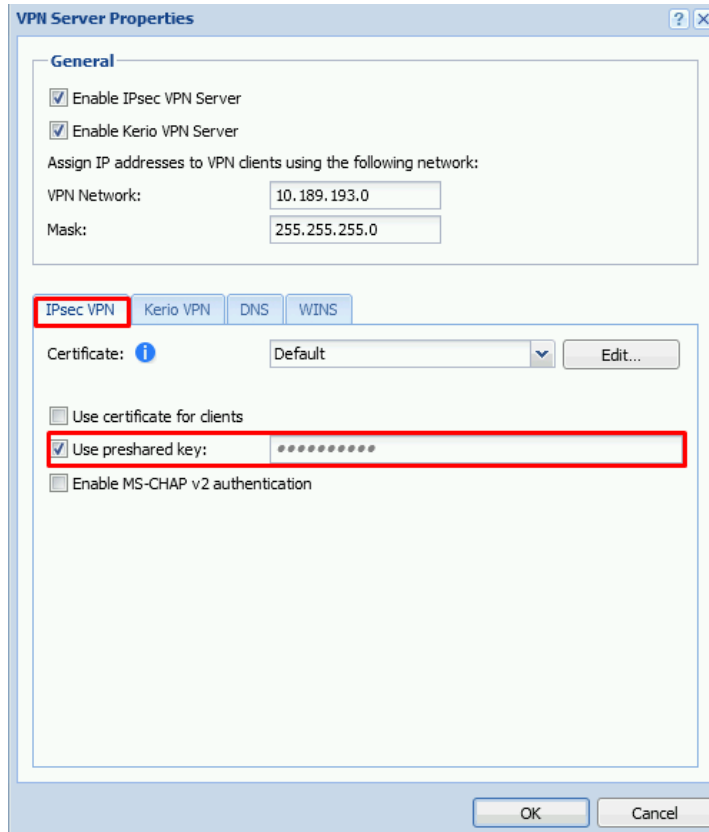 VPN Server Properties
General
Enable IPsec VPN Server
Enable Kerio VPN Server
Assign IP addresses to VPN clients using the following network:
VPN Network: 10.189.193.0
Mask: 255.255.255.0
IPsec VPN Kerio VPN DNS WINS
Certificate: Default Edit...
Use certificate for clients
Use preshared key: ••••••••••
Enable MS-CHAP v2 authentication
OK Cancel